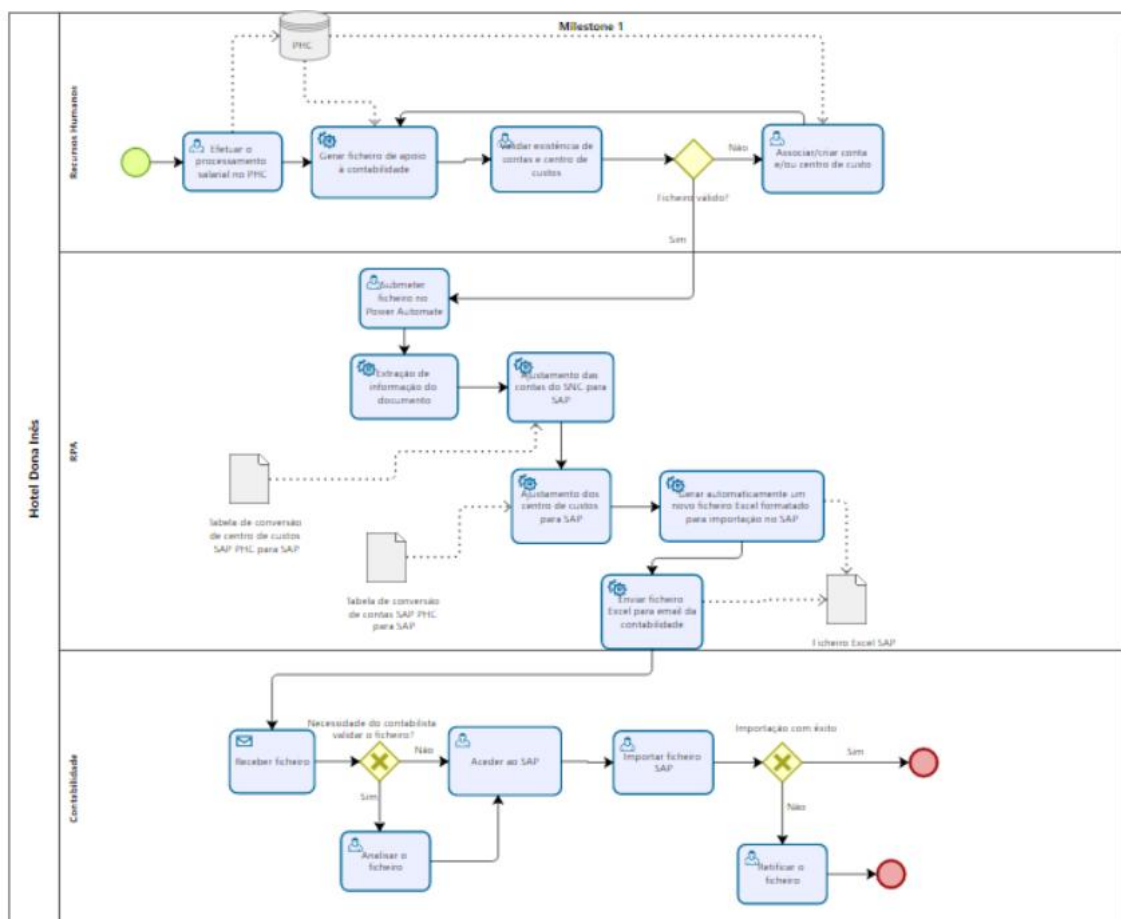 Milestone 1
Hotel Dona Inês
Recursos Humanos
PHC
Efetuar o
processamento
salarial no PHC
Gerar ficheiro de apoio
à contabilidade
Validar existência de
contas e centro de
custos
Ficheiro valido?
Não
Sim
Associar/criar conta
e/ou centro de custo
RPA
Submeter
ficheiro no
Power Automate
Extração de
informação do
documento
Ajustamento das
contas do SNC para
SAP
Tabela de conversão
de centro de custos
SAP PHC para SAP
Tabela de conversão
de contas SAP PHC
para SAP
Ajustamento dos
centro de custos
para SAP
Gerar automaticamente um
novo ficheiro Excel formatado
para importação no SAP
Enviar ficheiro
Excel para email da
contabilidade
Ficheiro Excel SAP
Contabilidade
Receber ficheiro
Necessidade do contabilista
validar o ficheiro?
Não
Sim
Analisar o
ficheiro
Aceder ao SAP
Importar ficheiro
SAP
Importação com éxito
Sim
Não
Retificar o
ficheiro